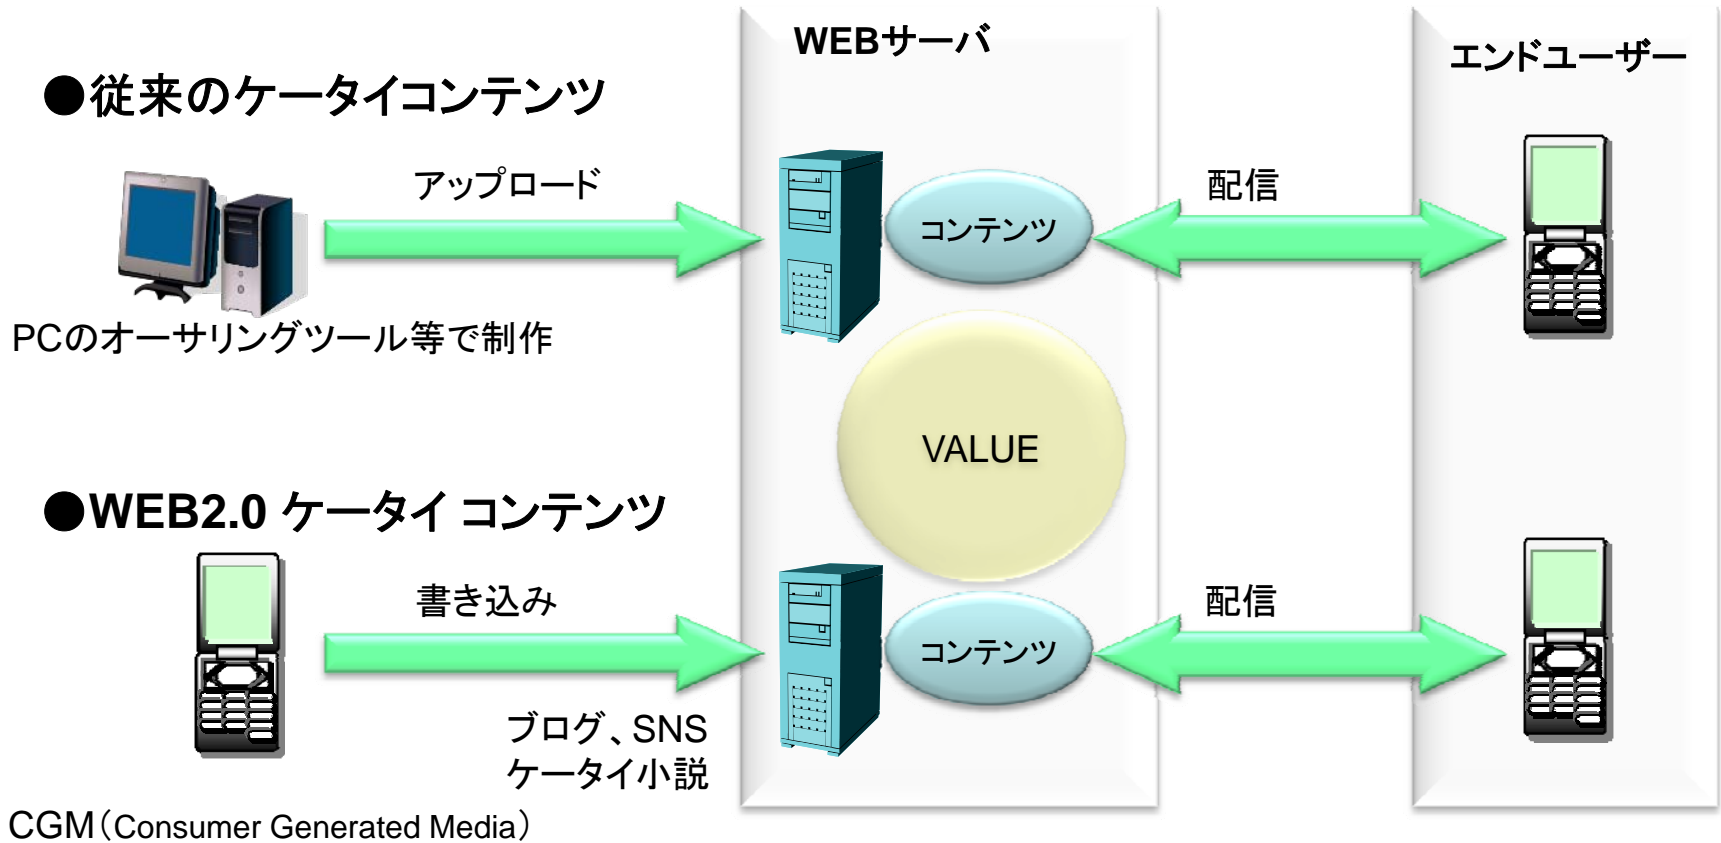 WEBサーバ
エンドユーザー
●従来のケータイコンテンツ
アップロード
コンテンツ
配信
PCのオーサリングツール等で制作
VALUE
●WEB2.0 ケータイ コンテンツ
書き込み
コンテンツ
配信
ブログ、SNS
ケータイ小説
CGM(Consumer Generated Media)